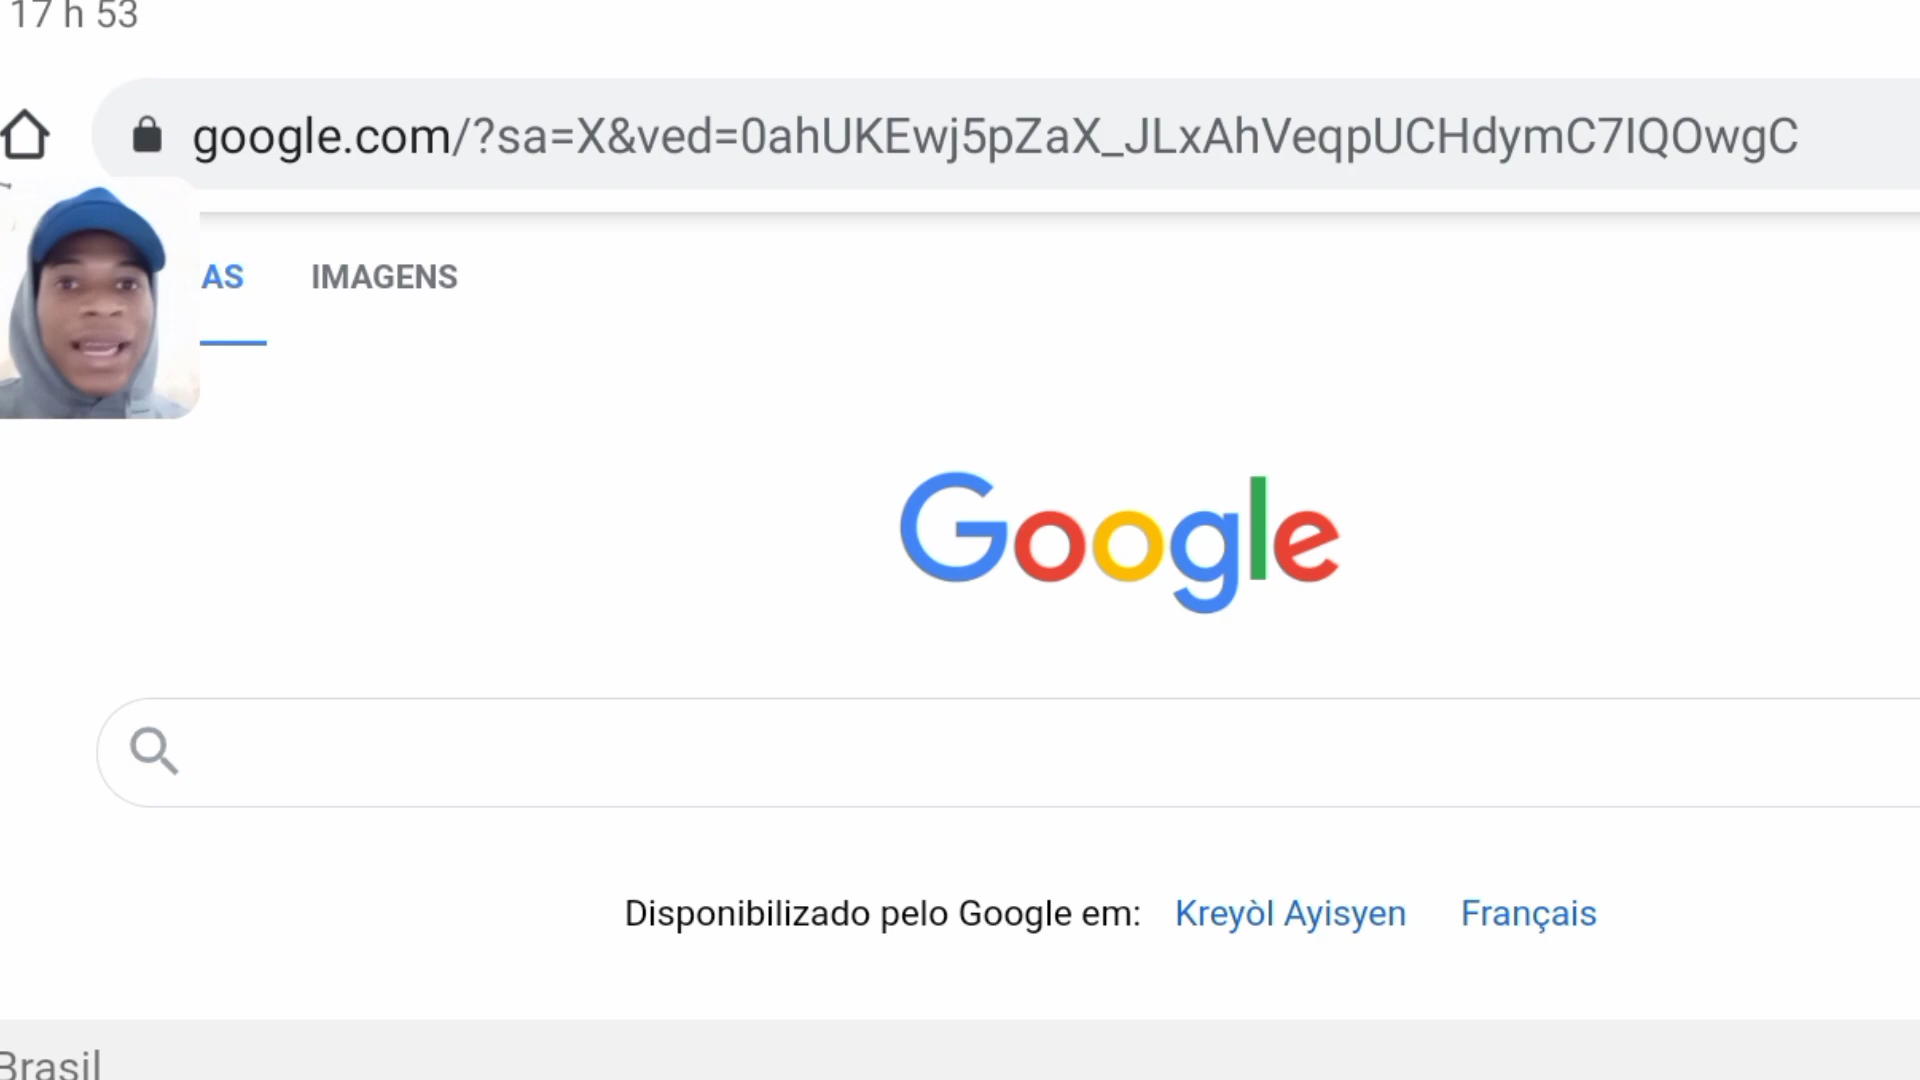 17 h 53
google.com/?sa=X&ved=0ahUKEwj5pZaX_JLxAhVeqpUCHdymC7IQOwgC
AS IMAGENS
Google
Disponibilizado pelo Google em: Kreyòl Ayisyen Français
Brasil